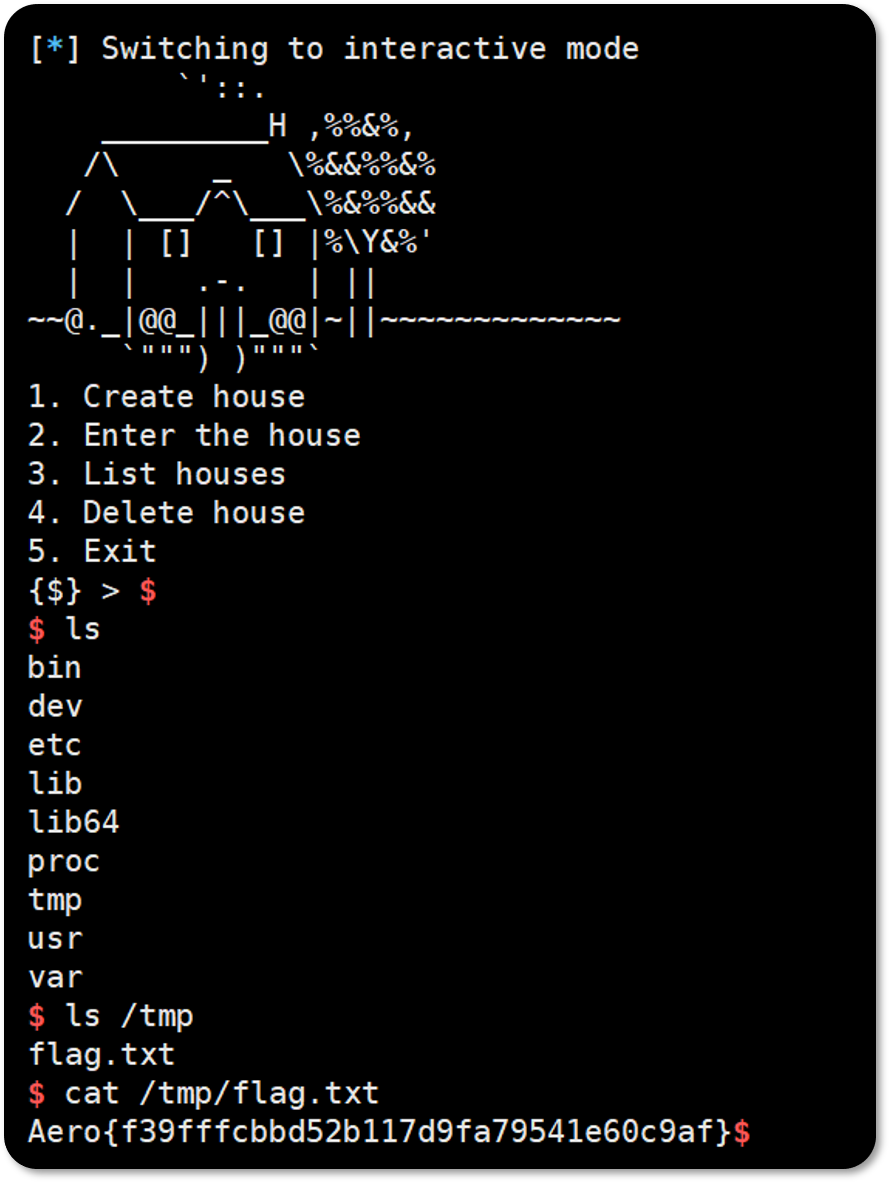 [*] Switching to interactive mode
        `'::.
    _________H ,%%&%,
   /\     _   \%&&%%&%
  /  \___/^\___\%&%%&&
  |  | []   [] |%\Y&%'
  |  |   .-.   | ||
~~@._|@@_|||_@@|~||~~~~~~~~~~~~~
     `""") )"""`
1. Create house
2. Enter the house
3. List houses
4. Delete house
5. Exit
{$} > $
$ ls
bin
dev
etc
lib
lib64
proc
tmp
usr
var
$ ls /tmp
flag.txt
$ cat /tmp/flag.txt
Aero{f39fffcbbd52b117d9fa79541e60c9af}$